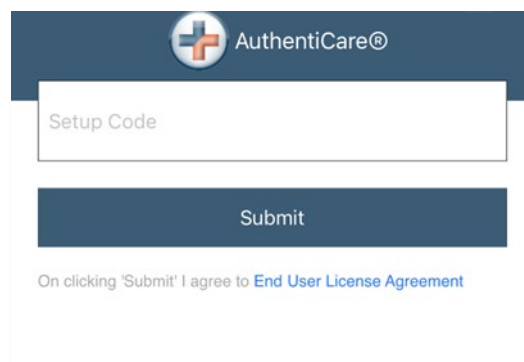 AuthentiCare®
Setup Code
Submit
On clicking 'Submit' I agree to End User License Agreement